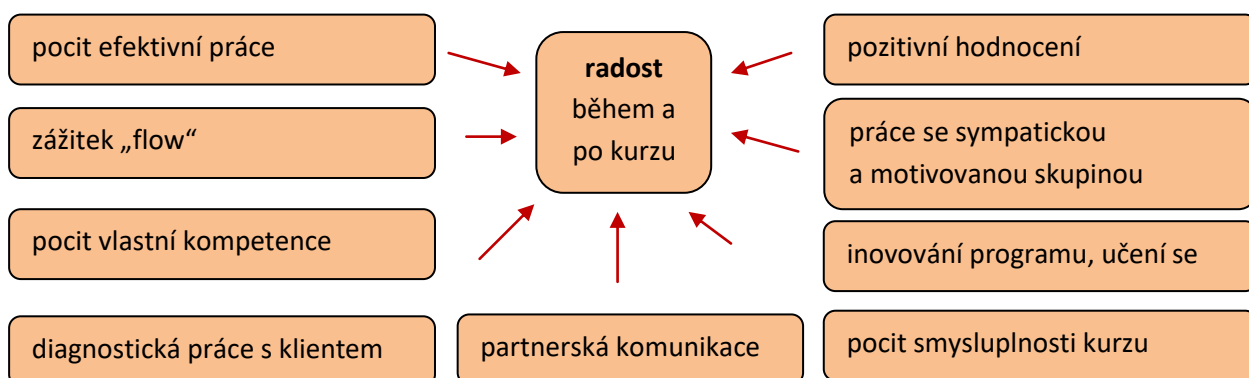 pocit efektivní práce
zážitek „flow“
pocit vlastní kompetence
diagnostická práce s klientem
radost
během a
po kurzu
partnerská komunikace
pozitivní hodnocení
práce se sympatickou
a motivovanou skupinou
inovování programu, učení se
pocit smysluplnosti kurzu